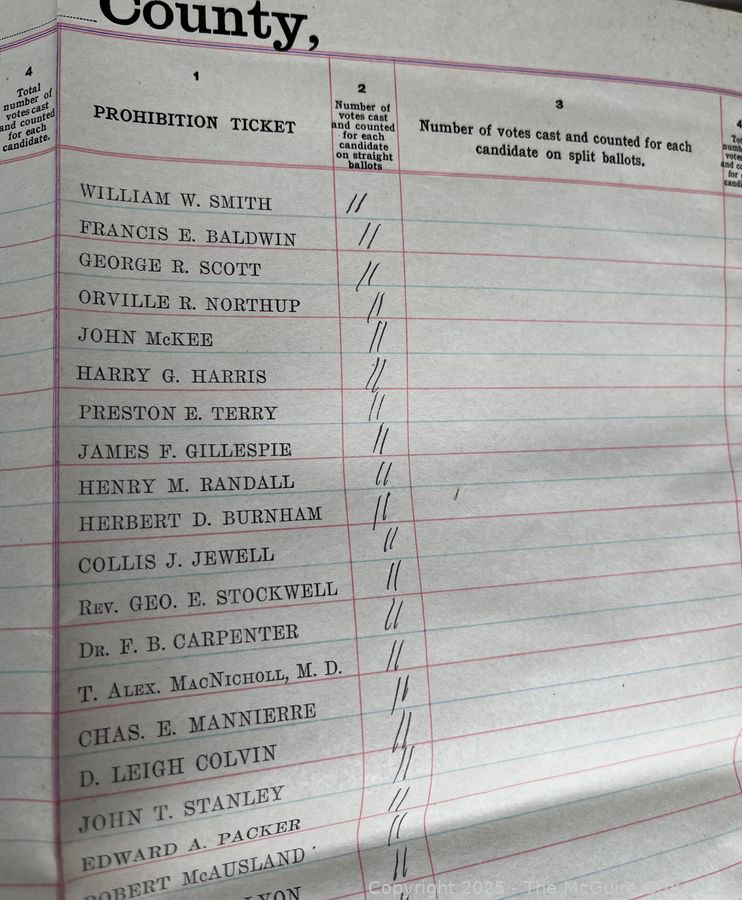 County,
4
Total
number of
votes cast
and counted
for each
candidate.
1
PROHIBITION TICKET
2
Number of
votes cast
and counted
for each
candidate
on straight
ballots
3
Number of votes cast and counted for each
candidate on split ballots.
4
WILLIAM W. SMITH //
FRANCIS E. BALDWIN //
GEORGE R. SCOTT //
ORVILLE R. NORTHUP //
JOHN McKEE //
HARRY G. HARRIS //
PRESTON E. TERRY //
JAMES F. GILLESPIE //
HENRY M. RANDALL //
HERBERT D. BURNHAM //
COLLIS J. JEWELL //
REV. GEO. E. STOCKWELL //
DR. F. B. CARPENTER //
T. ALEX. MACNICHOLL, M. D. //
CHAS. E. MANNIERRE //
D. LEIGH COLVIN //
JOHN T. STANLEY //
EDWARD A. PACKER //
ROBERT McAUSLAND //
LYON //
Copyright 2025 - The McGuire